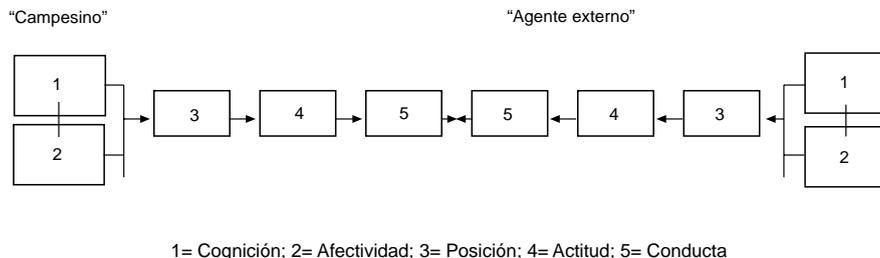 “Campesino” “Agente externo”
1 1
3 4 5 5 4 3
2 2
1= Cognición; 2= Afectividad; 3= Posición; 4= Actitud; 5= Conducta